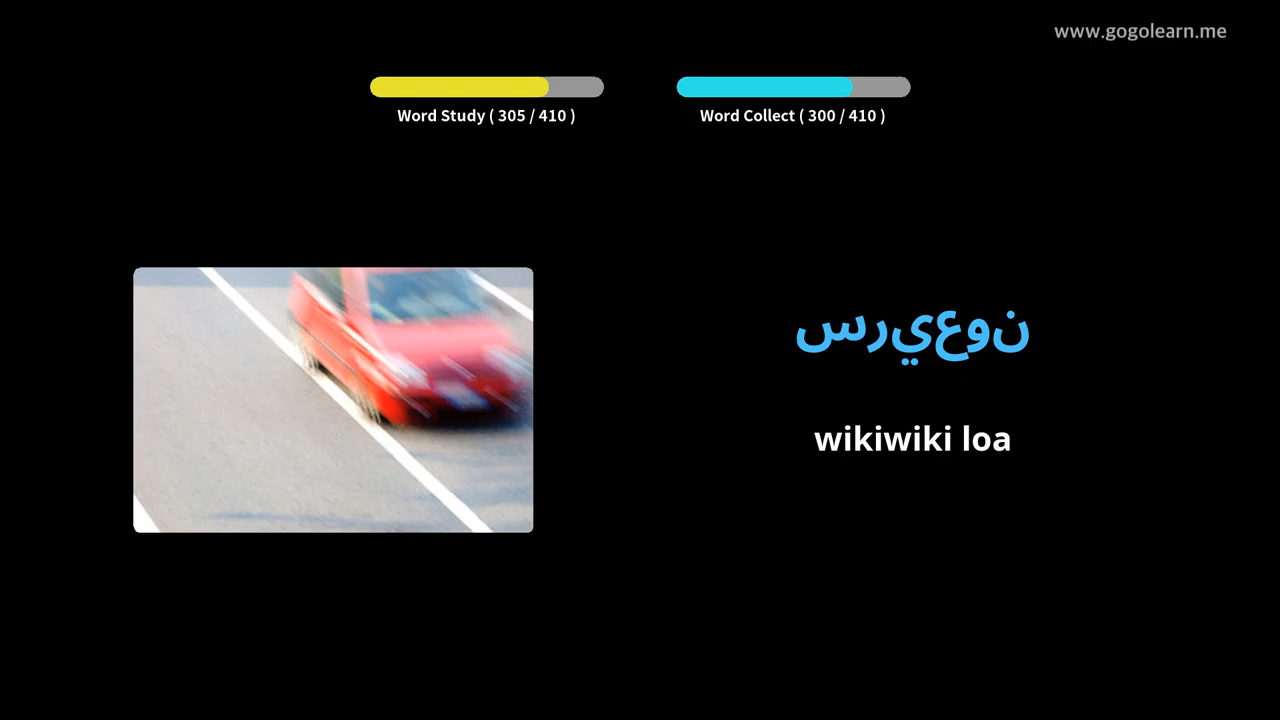 www.gogolearn.me
Word Study ( 305 / 410 )
Word Collect ( 300 / 410 )
سريعون
wikiwiki loa